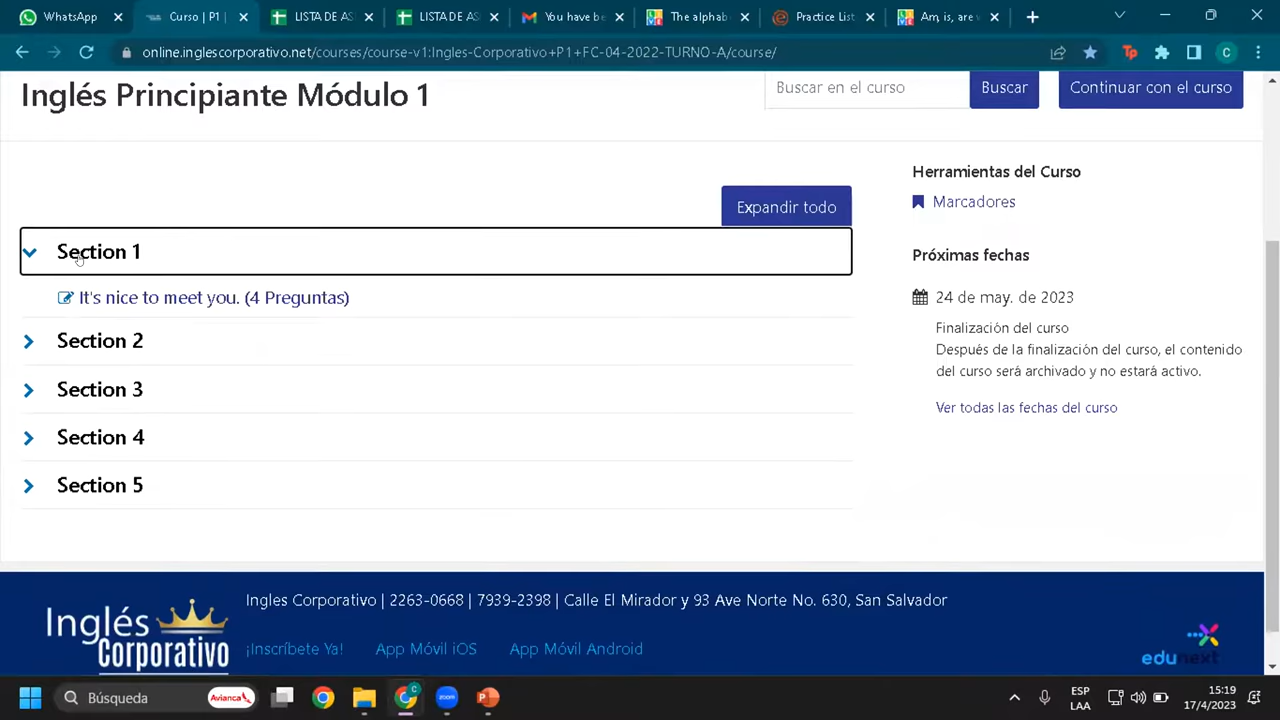 WhatsApp
Curso | P1 |
LISTA DE AS
LISTA DE AS
You have be
The alphab
Practice List
Am, is, are
online.inglescorporativo.net/courses/course-v1:Ingles-Corporativo+P1+FC-04-2022-TURNO-A/course/
C
Inglés Principiante Módulo 1
Buscar en el curso
Buscar
Continuar con el curso
Expandir todo
Section 1
It's nice to meet you. (4 Preguntas)
Section 2
Section 3
Section 4
Section 5
Herramientas del Curso
Marcadores
Próximas fechas
24 de may. de 2023
Finalización del curso
Después de la finalización del curso, el contenido
del curso será archivado y no estará activo.
Ver todas las fechas del curso
Inglés
Corporativo
Ingles Corporativo | 2263-0668 | 7939-2398 | Calle El Mirador y 93 Ave Norte No. 630, San Salvador
¡Inscríbete Ya!
App Móvil iOS
App Móvil Android
edunext
Búsqueda
Avianca
zoom
ESP
LAA
15:19
17/4/2023